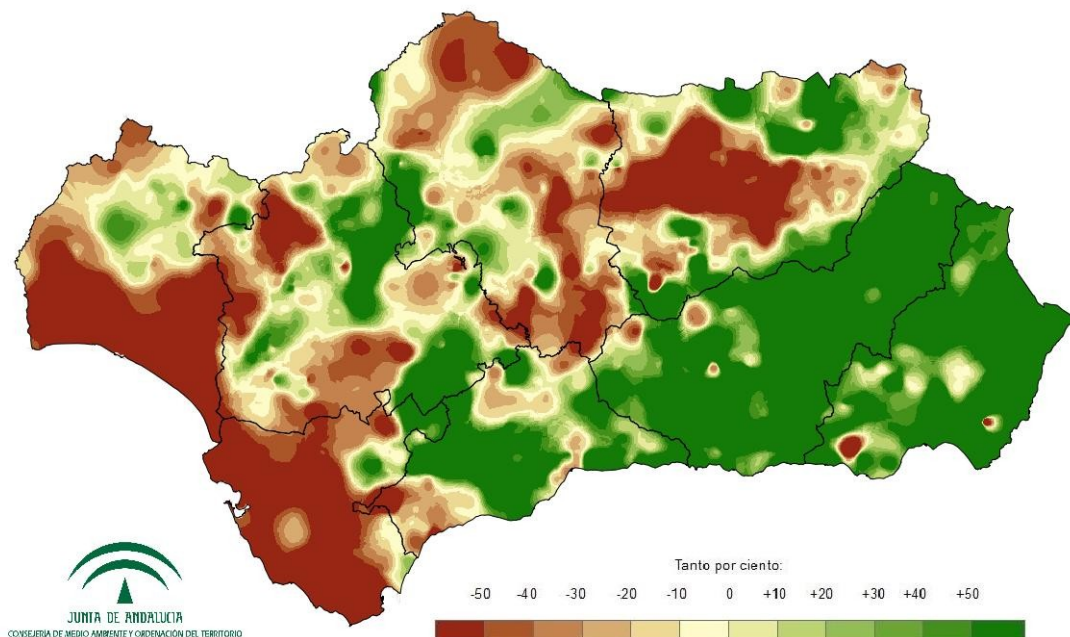 Tanto por ciento:
-50 -40 -30 -20 -10 0 +10 +20 +30 +40 +50
JUNTA DE ANDALUCIA
CONSEJERÍA DE MEDIO AMBIENTE Y ORDENACIÓN DEL TERRITORIO